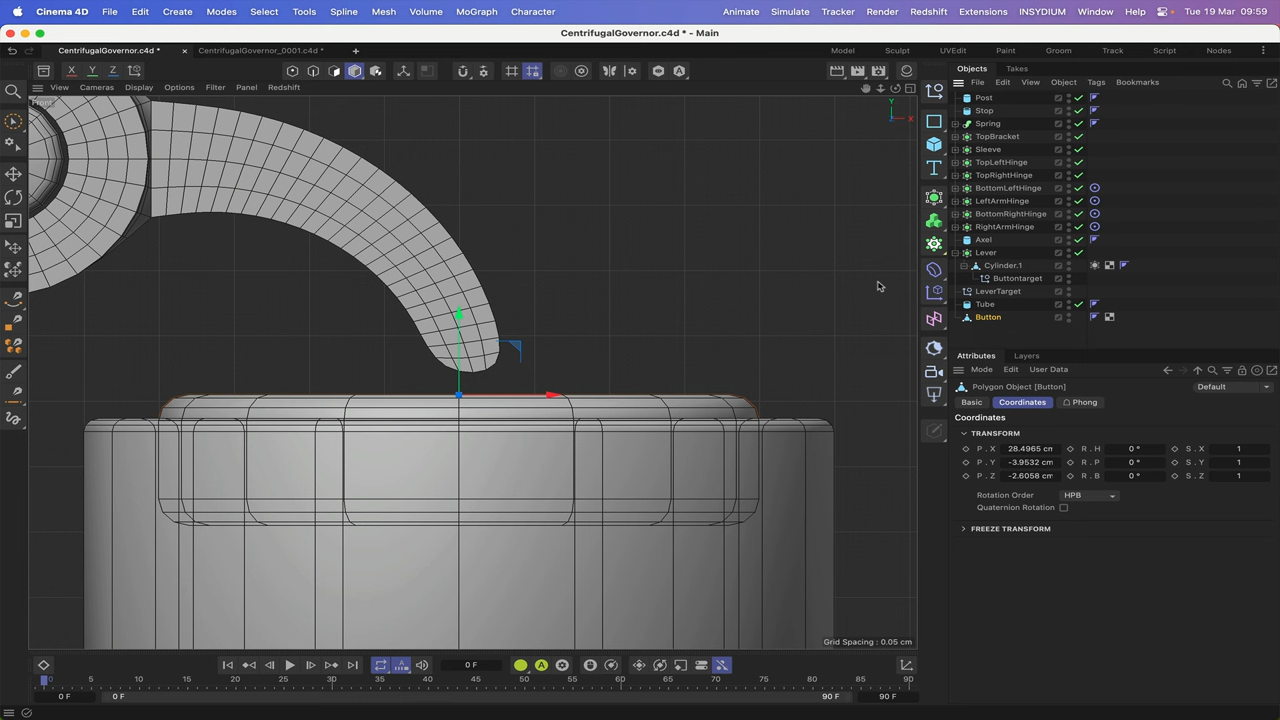 Cinema 4D File Edit Create Modes Select Tools Spline Mesh Volume MoGraph Character Animate Simulate Tracker Render Redshift Extensions INSYDIUM Window Help Tue 19 Mar 09:59
CentrifugalGovernor.c4d * - Main
CentrifugalGovernor.c4d * CentrifugalGovernor_0001.c4d * Model Sculpt UVEdit Paint Groom Track Script Nodes
Objects Takes
X Y Z
File Edit View Object Tags Bookmarks
View Cameras Display Options Filter Panel Redshift
Front
Y
X
Post
Stop
Spring
TopBracket
Sleeve
TopLeftHinge
TopRightHinge
BottomLeftHinge
LeftArmHinge
BottomRightHinge
RightArmHinge
Axel
Lever
Cylinder.1
Buttontarget
LeverTarget
Tube
Button
Attributes Layers
Mode Edit User Data
Polygon Object [Button] Default
Basic Coordinates Phong
Coordinates
TRANSFORM
P . X 28.4965 cm R . H 0 ° S . X 1
P . Y -3.9532 cm R . P 0 ° S . Y 1
P . Z -2.6058 cm R . B 0 ° S . Z 1
Rotation Order HPB
Quaternion Rotation
FREEZE TRANSFORM
Grid Spacing : 0.05 cm
0 F
0 5 10 15 20 25 30 35 40 45 50 55 60 65 70 75 80 85 90
0 F 0 F 90 F 90 F